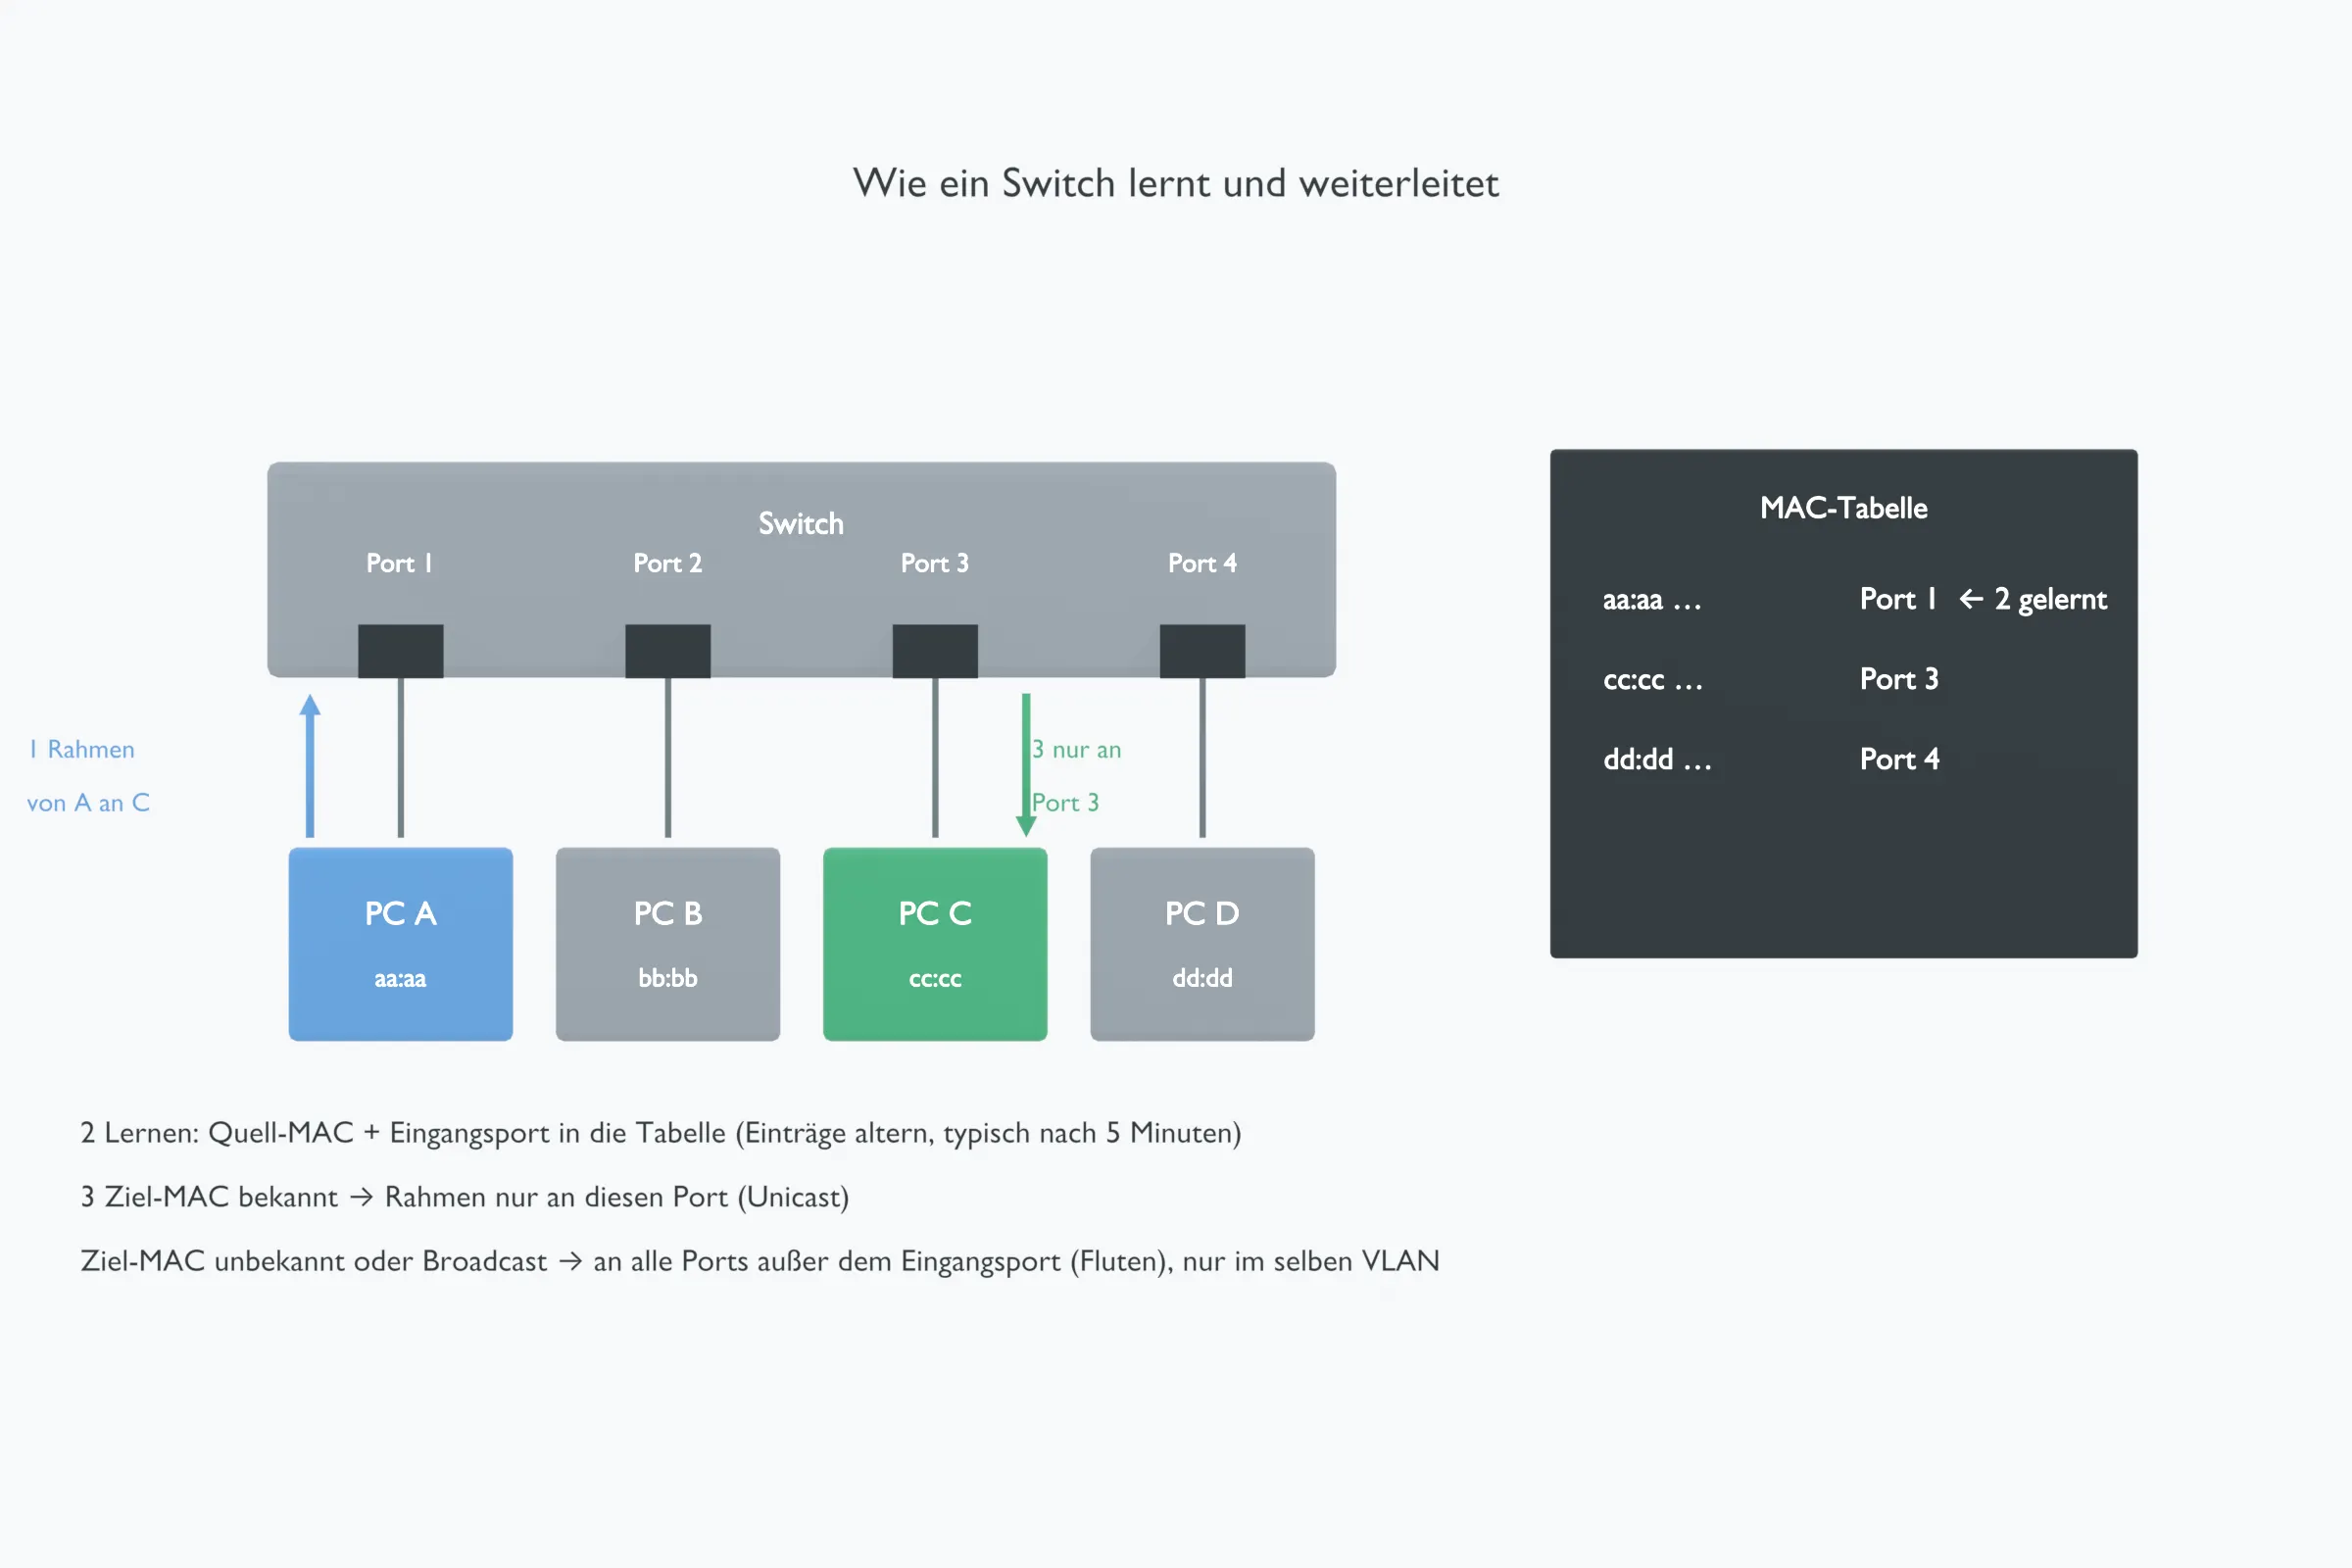 Wie ein Switch lernt und weiterleitet
Switch
Port 1
Port 2
Port 3
Port 4
1 Rahmen
von A an C
3 nur an
Port 3
PC A
aa:aa
PC B
bb:bb
PC C
cc:cc
PC D
dd:dd
MAC-Tabelle
aa:aa … Port 1 ← 2 gelernt
cc:cc … Port 3
dd:dd … Port 4
2 Lernen: Quell-MAC + Eingangsport in die Tabelle (Einträge altern, typisch nach 5 Minuten)
3 Ziel-MAC bekannt → Rahmen nur an diesen Port (Unicast)
Ziel-MAC unbekannt oder Broadcast → an alle Ports außer dem Eingangsport (Fluten), nur im selben VLAN